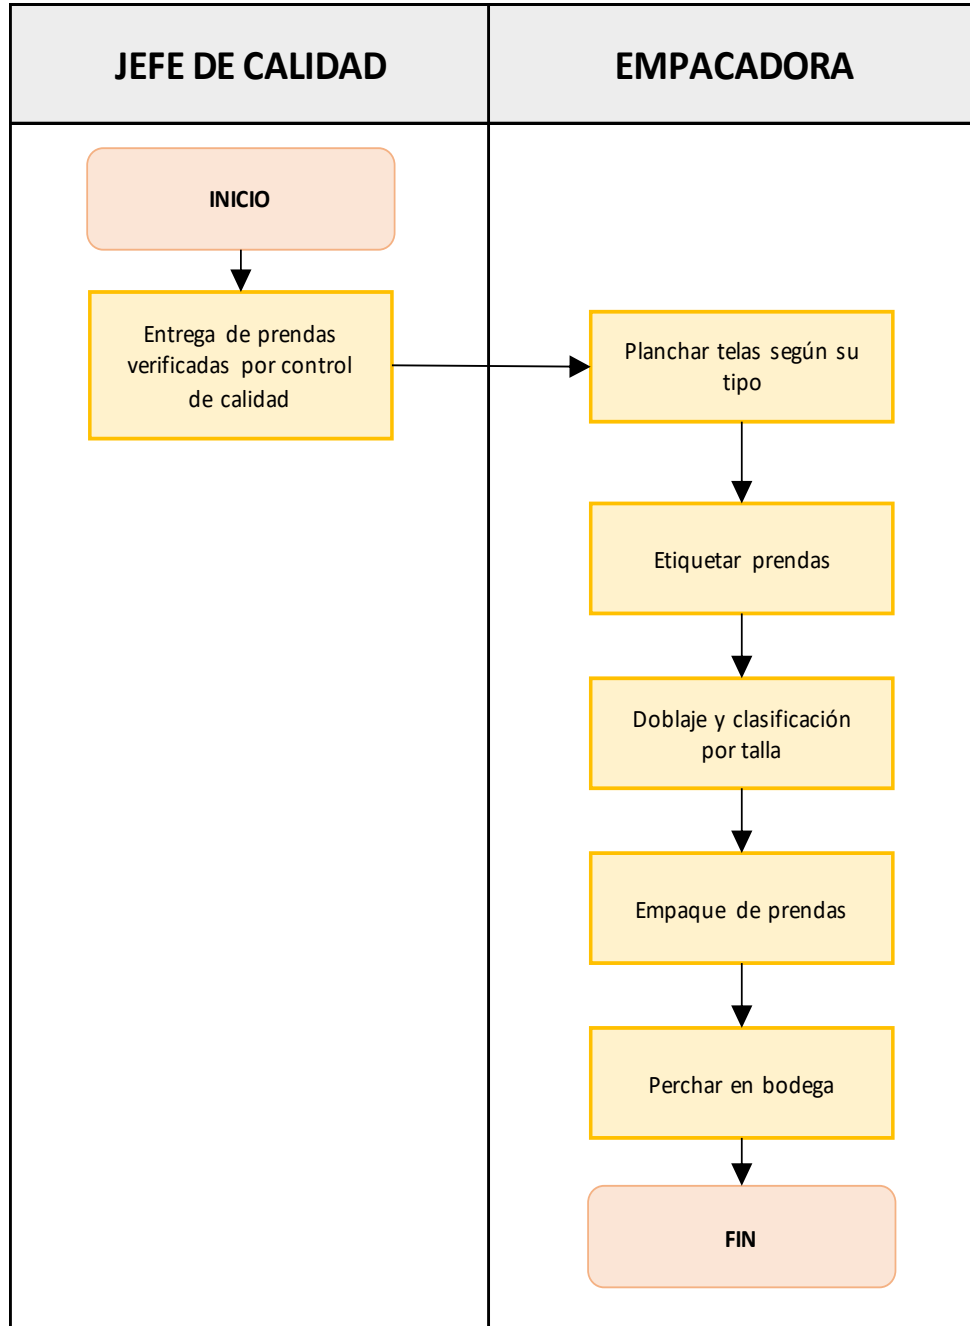 JEFE DE CALIDAD
EMPACADORA
INICIO
Entrega de prendas
verificadas por control
de calidad
Planchar telas según su
tipo
Etiquetar prendas
Doblaje y clasificación
por talla
Empaque de prendas
Perchar en bodega
FIN